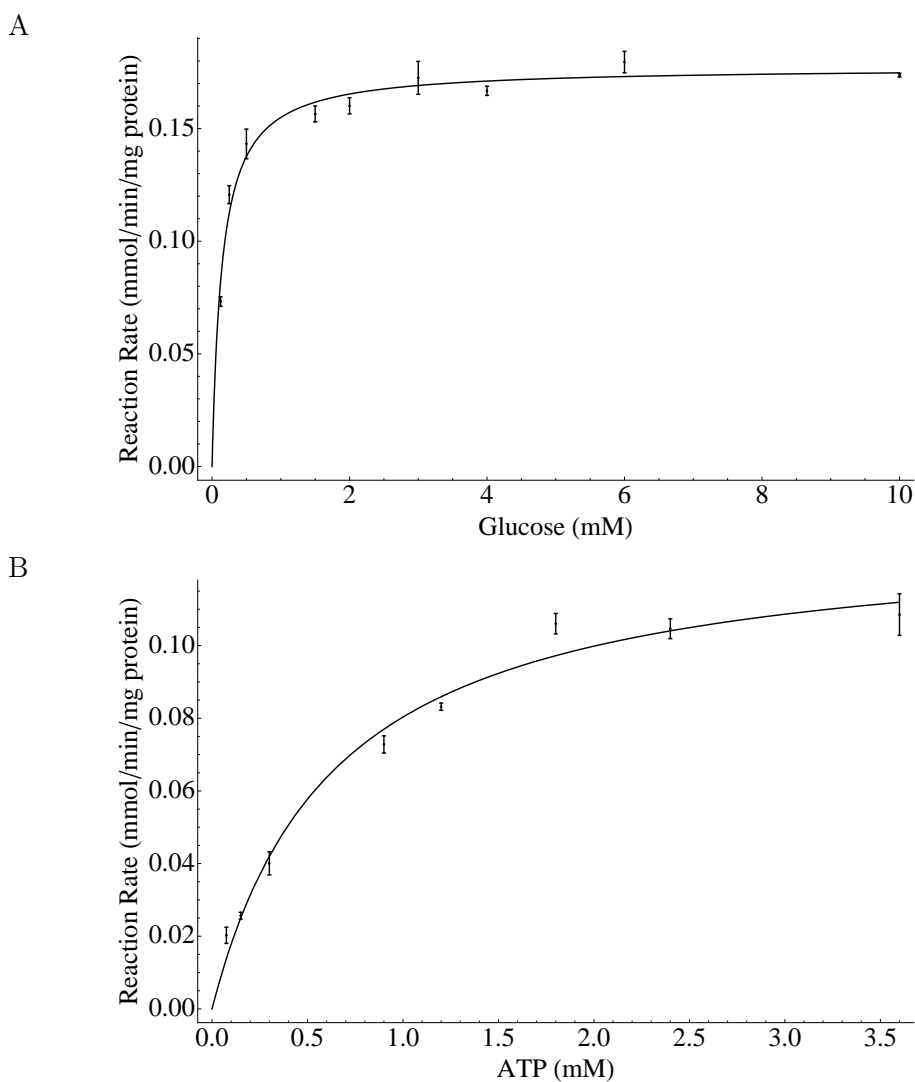 A
Reaction Rate (mmol/min/mg protein)
0.15
0.10
0.05
0.00
0 2 4 6 8 10
Glucose (mM)
B
Reaction Rate (mmol/min/mg protein)
0.10
0.08
0.06
0.04
0.02
0.00
0.0 0.5 1.0 1.5 2.0 2.5 3.0 3.5
ATP (mM)